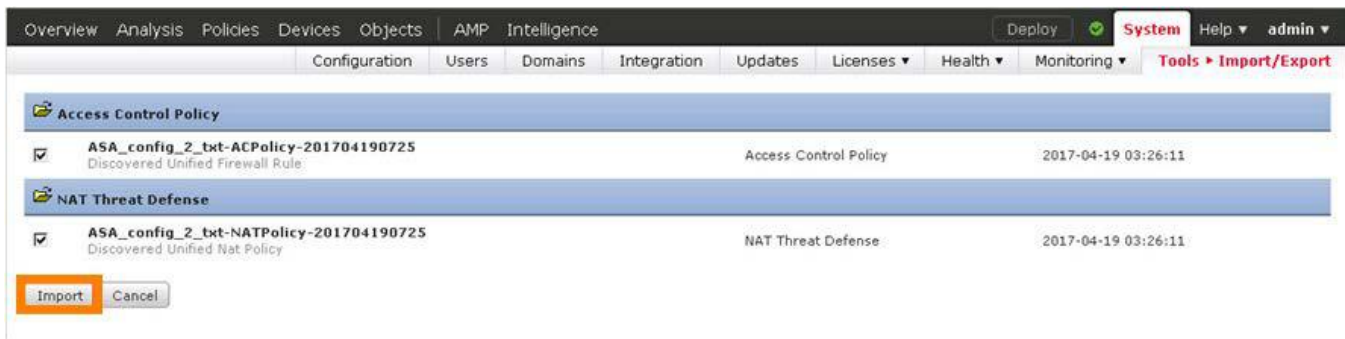 Overview Analysis Policies Devices Objects AMP Intelligence Deploy System Help ▾ admin ▾
Configuration Users Domains Integration Updates Licenses ▾ Health ▾ Monitoring ▾ Tools ▸ Import/Export
Access Control Policy
ASA_config_2_txt-ACPolicy-201704190725 Access Control Policy 2017-04-19 03:26:11
Discovered Unified Firewall Rule
NAT Threat Defense
ASA_config_2_txt-NATPolicy-201704190725 NAT Threat Defense 2017-04-19 03:26:11
Discovered Unified Nat Policy
Import Cancel